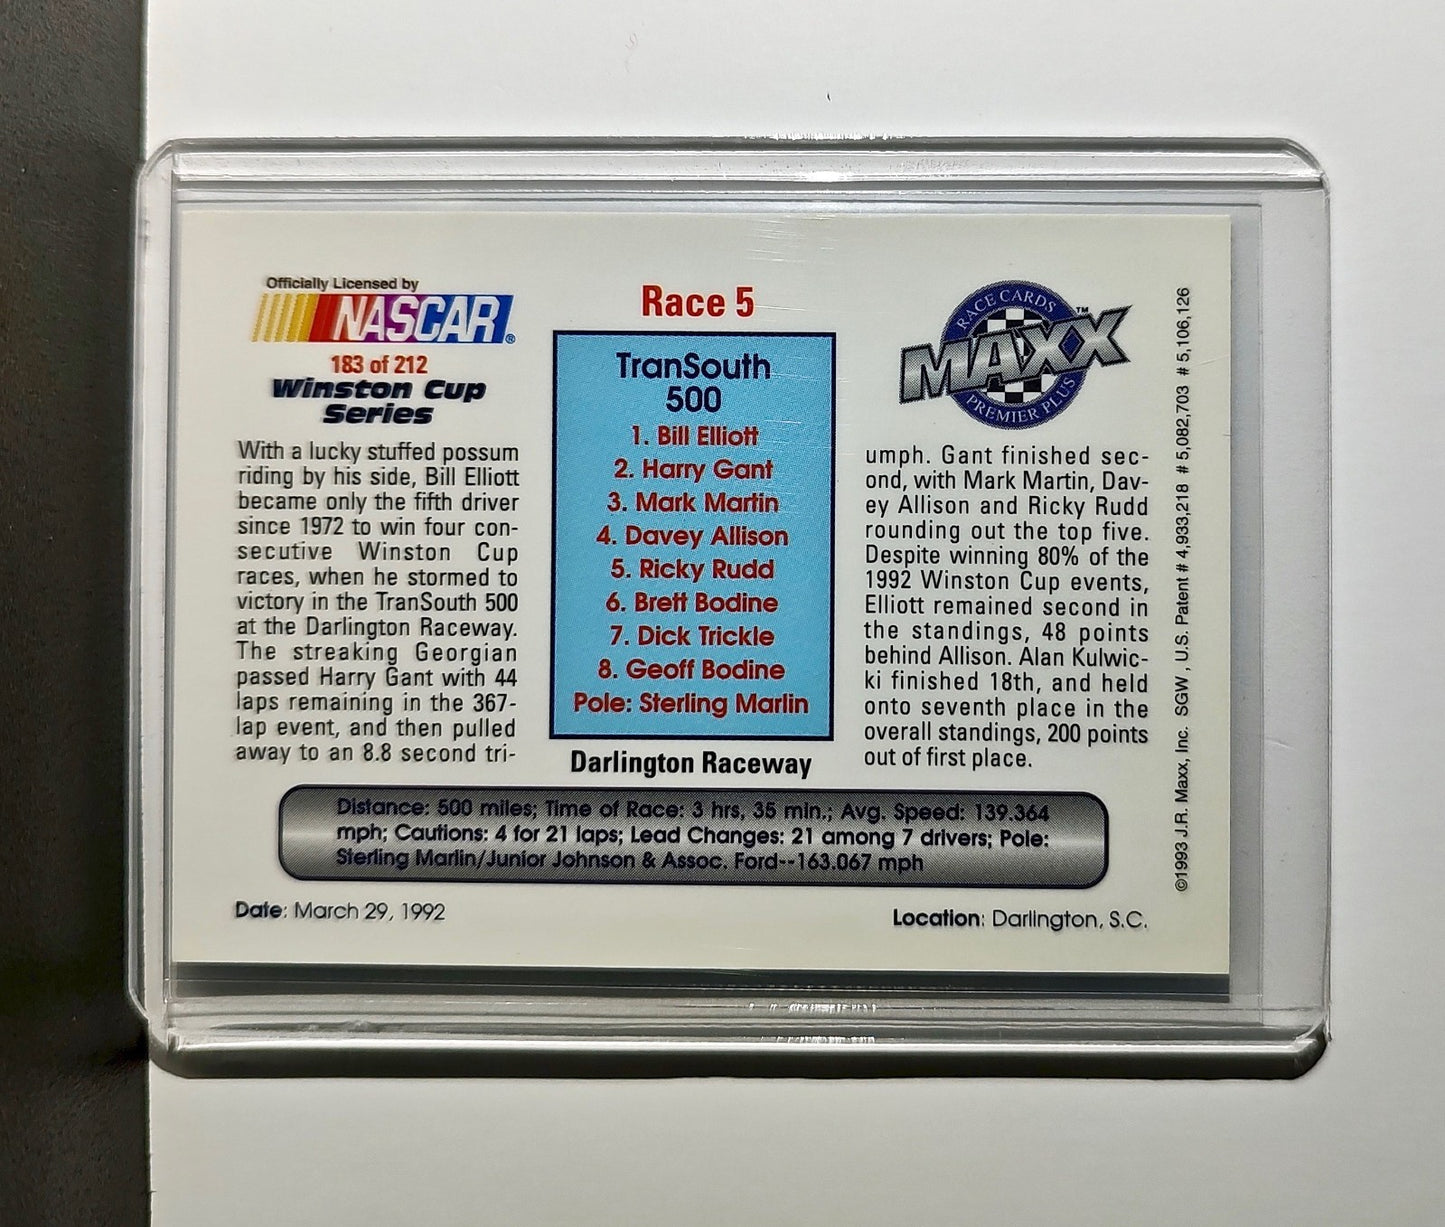 Officially Licensed by
NASCAR®
183 of 212
Winston Cup
Series
With a lucky stuffed possum
riding by his side, Bill Elliott
became only the fifth driver
since 1972 to win four con-
secutive Winston Cup
races, when he stormed to
victory in the TranSouth 500
at the Darlington Raceway.
The streaking Georgian
passed Harry Gant with 44
laps remaining in the 367-
lap event, and then pulled
away to an 8.8 second tri-
Race 5
TranSouth
500
1. Bill Elliott
2. Harry Gant
3. Mark Martin
4. Davey Allison
5. Ricky Rudd
6. Brett Bodine
7. Dick Trickle
8. Geoff Bodine
Pole: Sterling Marlin
Darlington Raceway
RACE CARDS
MAXX™
PREMIER PLUS
umph. Gant finished sec-
ond, with Mark Martin, Dav-
ey Allison and Ricky Rudd
rounding out the top five.
Despite winning 80% of the
1992 Winston Cup events,
Elliott remained second in
the standings, 48 points
behind Allison. Alan Kulwic-
ki finished 18th, and held
onto seventh place in the
overall standings, 200 points
out of first place.
Distance: 500 miles; Time of Race: 3 hrs, 35 min.; Avg. Speed: 139.364
mph; Cautions: 4 for 21 laps; Lead Changes: 21 among 7 drivers; Pole:
Sterling Marlin/Junior Johnson & Assoc. Ford--163.067 mph
Date: March 29, 1992
Location: Darlington, S.C.
©1993 J.R. Maxx, Inc. SGW, U.S. Patent # 4,933,218 # 5,082,703 # 5,106,126